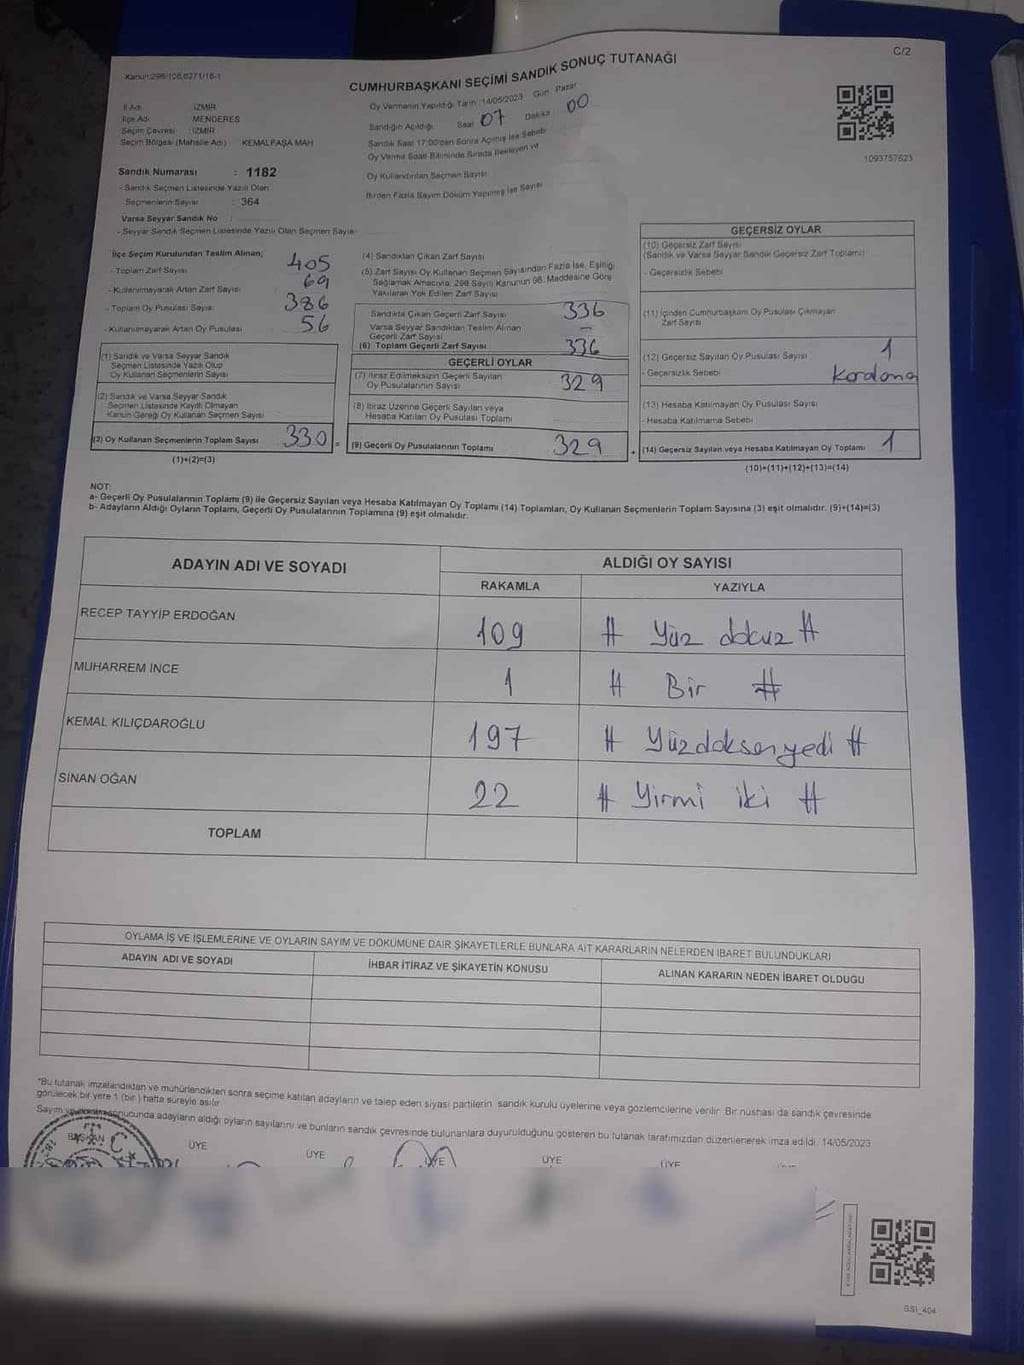 C/2
Kanun:298/105,6271/18-1
CUMHURBAŞKANI SEÇİMİ SANDIK SONUÇ TUTANAĞI
İl Adı : İZMİR
İlçe Adı : MENDERES
Seçim Çevresi : İZMİR
Seçim Bölgesi (Mahalle Adı) KEMALPAŞA MAH
Oy Vermenin Yapıldığı Tarih 14/05/2023 Gün Pazar
Sandığın Açıldığı Saat 07 Dakika 00
Sandık Saat 17:00'den Sonra Açılmış İse Sebebi
Oy Verme Saati Bitiminde Sırada Bekleyen ve
Oy Kullandırılan Seçmen Sayısı
Birden Fazla Sayım Döküm Yapılmış İse Sayısı
1093757623
Sandık Numarası : 1182
- Sandık Seçmen Listesinde Yazılı Olan
Seçmenlerin Sayısı : 364
Varsa Seyyar Sandık No :
- Seyyar Sandık Seçmen Listesinde Yazılı Olan Seçmen Sayısı
İlçe Seçim Kurulundan Teslim Alınan;
- Toplam Zarf Sayısı 405
- Kullanılmayarak Artan Zarf Sayısı 69
- Toplam Oy Pusulası Sayısı 386
- Kullanılmayarak Artan Oy Pusulası 56
(1) Sandık ve Varsa Seyyar Sandık
Seçmen Listesinde Yazılı Olup
Oy Kullanan Seçmenlerin Sayısı
(2) Sandık ve Varsa Seyyar Sandık
Seçmen Listesinde Kayıtlı Olmayan
Kanun Gereği Oy Kullanan Seçmen Sayısı
(3) Oy Kullanan Seçmenlerin Toplam Sayısı 330 =
(1)+(2)=(3)
(4) Sandıktan Çıkan Zarf Sayısı
(5) Zarf Sayısı Oy Kullanan Seçmen Sayısından Fazla İse, Eşitliği
Sağlamak Amacıyla, 298 Sayılı Kanunun 98. Maddesine Göre
Yakılarak Yok Edilen Zarf Sayısı
Sandıkta Çıkan Geçerli Zarf Sayısı 336
Varsa Seyyar Sandıktan Teslim Alınan
Geçerli Zarf Sayısı –
(6) Toplam Geçerli Zarf Sayısı 336
GEÇERLİ OYLAR
(7) İtiraz Edilmeksizin Geçerli Sayılan
Oy Pusulalarının Sayısı 329
(8) İtiraz Üzerine Geçerli Sayılan veya
Hesaba Katılan Oy Pusulası Toplamı
(9) Geçerli Oy Pusulalarının Toplamı 329 +
GEÇERSİZ OYLAR
(10) Geçersiz Zarf Sayısı
(Sandık ve Varsa Seyyar Sandık Geçersiz Zarf Toplamı)
- Geçersizlik Sebebi
(11) İçinden Cumhurbaşkanı Oy Pusulası Çıkmayan
Zarf Sayısı
(12) Geçersiz Sayılan Oy Pusulası Sayısı 1
- Geçersizlik Sebebi
(13) Hesaba Katılmayan Oy Pusulası Sayısı
- Hesaba Katılmama Sebebi
(14) Geçersiz Sayılan veya Hesaba Katılmayan Oy Toplamı 1
(10)+(11)+(12)+(13)=(14)
NOT:
a- Geçerli Oy Pusulalarının Toplamı (9) ile Geçersiz Sayılan veya Hesaba Katılmayan Oy Toplamı (14) Toplamları, Oy Kullanan Seçmenlerin Toplam Sayısına (3) eşit olmalıdır. (9)+(14)=(3)
b- Adayların Aldığı Oyların Toplamı, Geçerli Oy Pusulalarının Toplamına (9) eşit olmalıdır.
ADAYIN ADI VE SOYADI ALDIĞI OY SAYISI
RAKAMLA YAZIYLA
RECEP TAYYİP ERDOĞAN 109 # Yüz dokuz #
MUHARREM İNCE 1 # Bir #
KEMAL KILIÇDAROĞLU 197 # Yüzdoksanyedi #
SİNAN OĞAN 22 # Yirmi iki #
TOPLAM
OYLAMA İŞ VE İŞLEMLERİNE VE OYLARIN SAYIM VE DÖKÜMÜNE DAİR ŞİKAYETLERLE BUNLARA AİT KARARLARIN NELERDEN İBARET BULUNDUKLARI
ADAYIN ADI VE SOYADI İHBAR İTİRAZ VE ŞİKAYETİN KONUSU ALINAN KARARIN NEDEN İBARET OLDUĞU
*Bu tutanak imzalandıktan ve mühürlendikten sonra seçime katılan adayların ve talep eden siyasi partilerin sandık kurulu üyelerine veya gözlemcilerine verilir. Bir nüshası da sandık çevresinde
görülecek bir yere 1 (bir) hafta süreyle asılır.
Sayım ve döküm sonucunda adayların aldığı oyların sayılarını ve bunların sandık çevresinde bulunanlara duyurulduğunu gösteren bu tutanak tarafımızdan düzenlenerek imza edildi. 14/05/2023
BAŞKAN ÜYE ÜYE ÜYE ÜYE ÜYE
T.C.
SSI_404